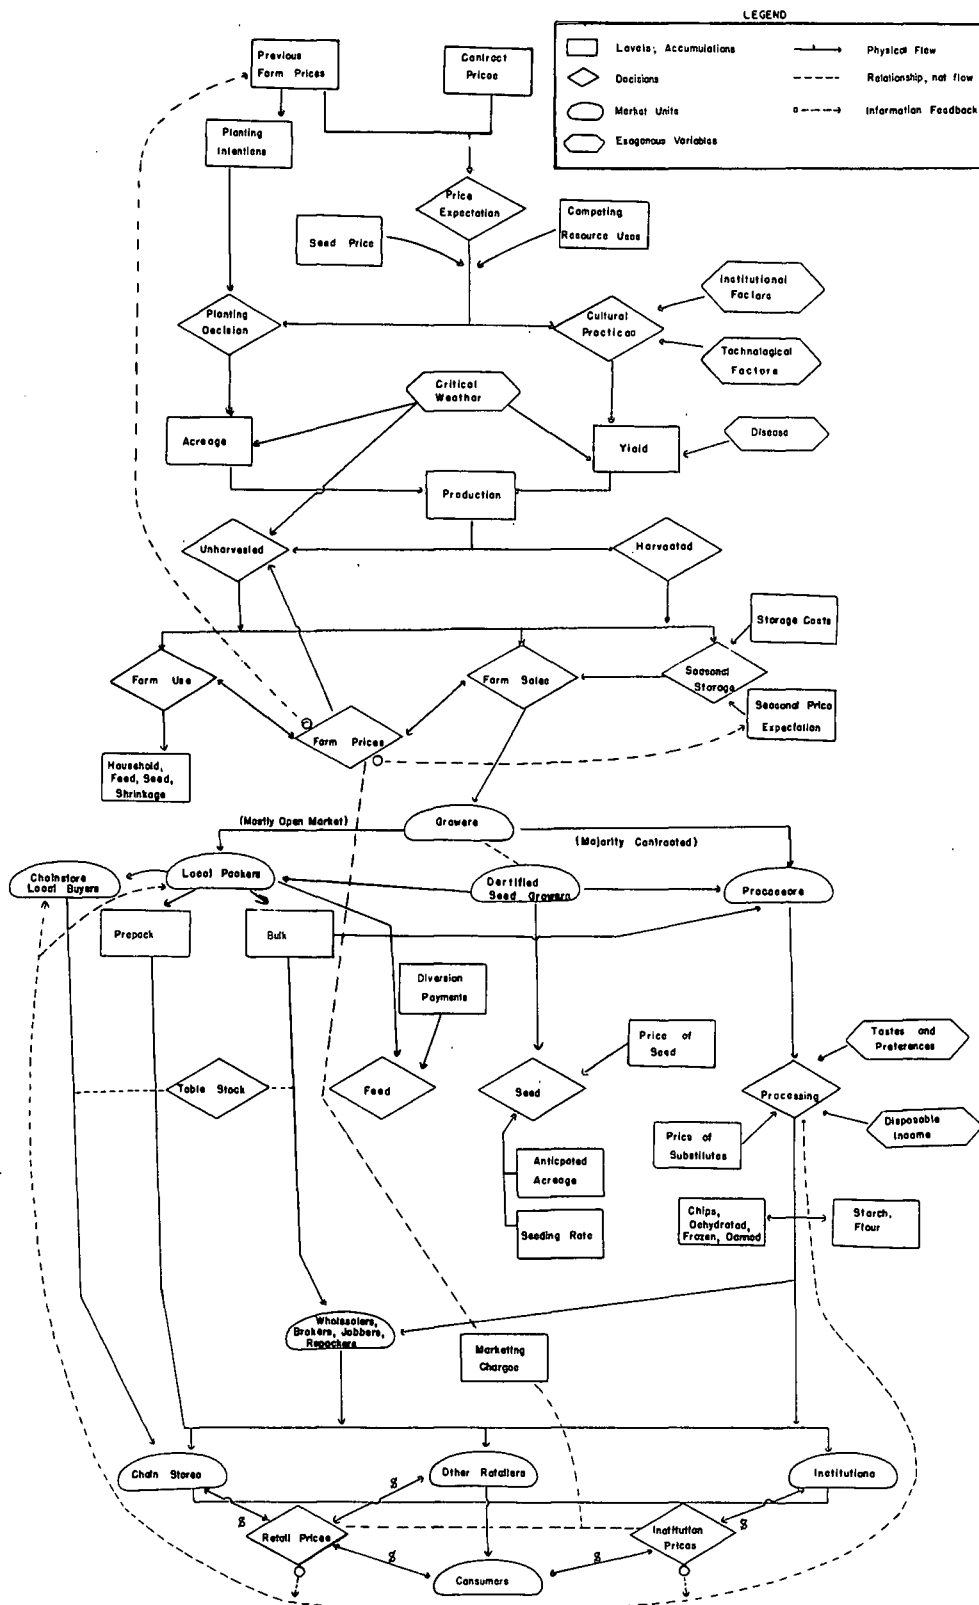 LEGEND
Levels; Accumulations
Physical Flow
Decisions
Relationship, not flow
Market Units
Information Feedback
Exogenous Variables
Previous
Farm Prices
Contract
Prices
Planting
Intentions
Price
Expectation
Seed Price
Competing
Resource Uses
Institutional
Factors
Planting
Decision
Cultural
Practices
Technological
Factors
Critical
Weather
Acreage
Yield
Disease
Production
Unharvested
Harvested
Storage Costs
Farm Use
Farm Sales
Seasonal
Storage
Seasonal Price
Expectation
Farm Prices
Household,
Feed, Seed,
Shrinkage
(Mostly Open Market)
Growers
(Majority Contracted)
Chainstore
Local Buyers
Local Packers
Certified
Seed Growers
Processors
Prepack
Bulk
Diversion
Payments
Price of
Seed
Tastes and
Preferences
Table Stock
Feed
Seed
Processing
Disposable
Income
Price of
Substitutes
Anticpated
Acreage
Seeding Rate
Chips,
Dehydrated,
Frozen, Canned
Starch,
Flour
Wholesalers,
Brokers, Jobbers,
Repackers
Marketing
Charges
Chain Stores
Other Retailers
Institutions
$
$
$
Retail Prices
Institution
Prices
$
$
Consumers